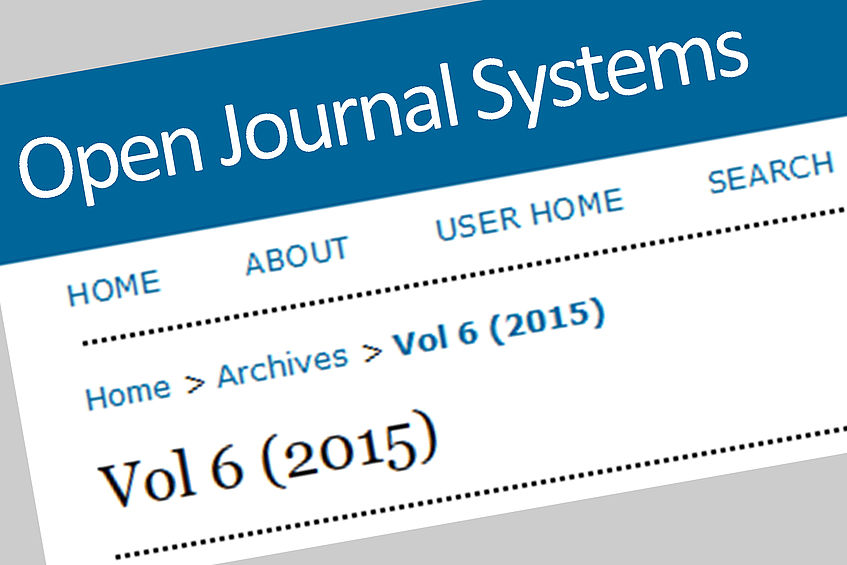 Open Journal Systems
HOME ABOUT USER HOME SEARCH
Home > Archives > Vol 6 (2015)
Vol 6 (2015)